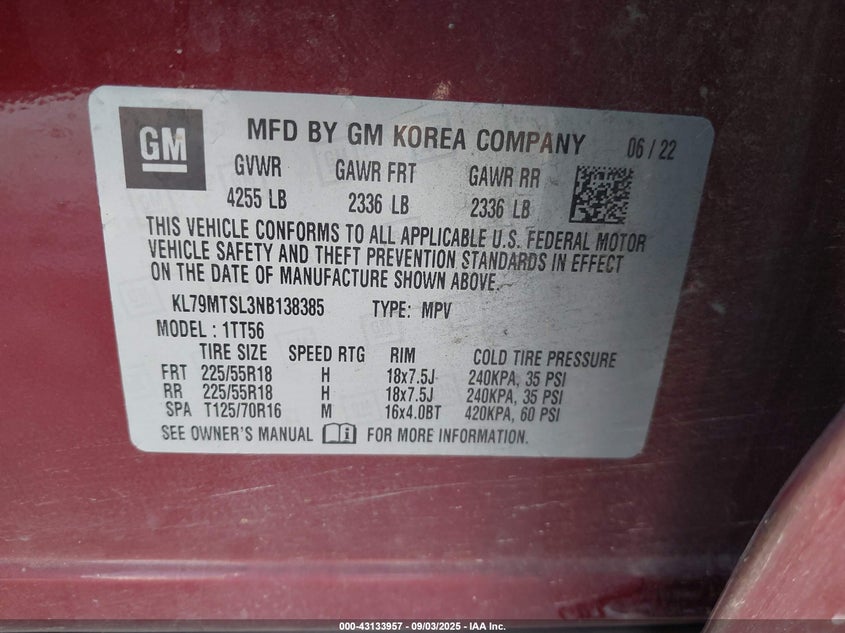 GM MFD BY GM KOREA COMPANY 06 / 22
GVWR GAWR FRT GAWR RR
4255 LB 2336 LB 2336 LB
THIS VEHICLE CONFORMS TO ALL APPLICABLE U.S. FEDERAL MOTOR
VEHICLE SAFETY AND THEFT PREVENTION STANDARDS IN EFFECT
ON THE DATE OF MANUFACTURE SHOWN ABOVE.
KL79MTSL3NB138385 TYPE: MPV
MODEL : 1TT56
TIRE SIZE SPEED RTG RIM COLD TIRE PRESSURE
FRT 225/55R18 H 18x7.5J 240KPA, 35 PSI
RR 225/55R18 H 18x7.5J 240KPA, 35 PSI
SPA T125/70R16 M 16x4.0BT 420KPA, 60 PSI
SEE OWNER'S MANUAL FOR MORE INFORMATION.
000-43133957 - 09/03/2025 - IAA Inc.